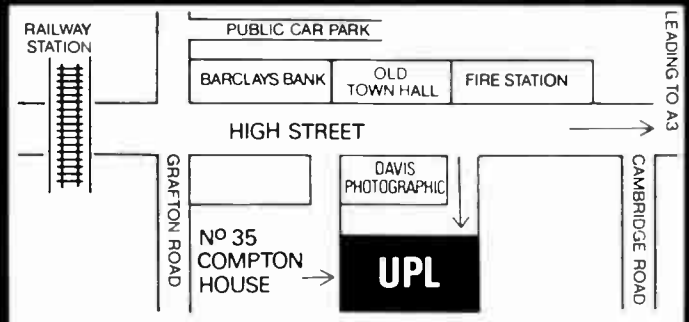 RAILWAY
STATION
PUBLIC CAR PARK
BARCLAYS BANK
OLD
TOWN HALL
FIRE STATION
LEADING TO A3
HIGH STREET
GRAFTON ROAD
DAVIS
PHOTOGRAPHIC
CAMBRIDGE ROAD
Nº 35
COMPTON
HOUSE
UPL